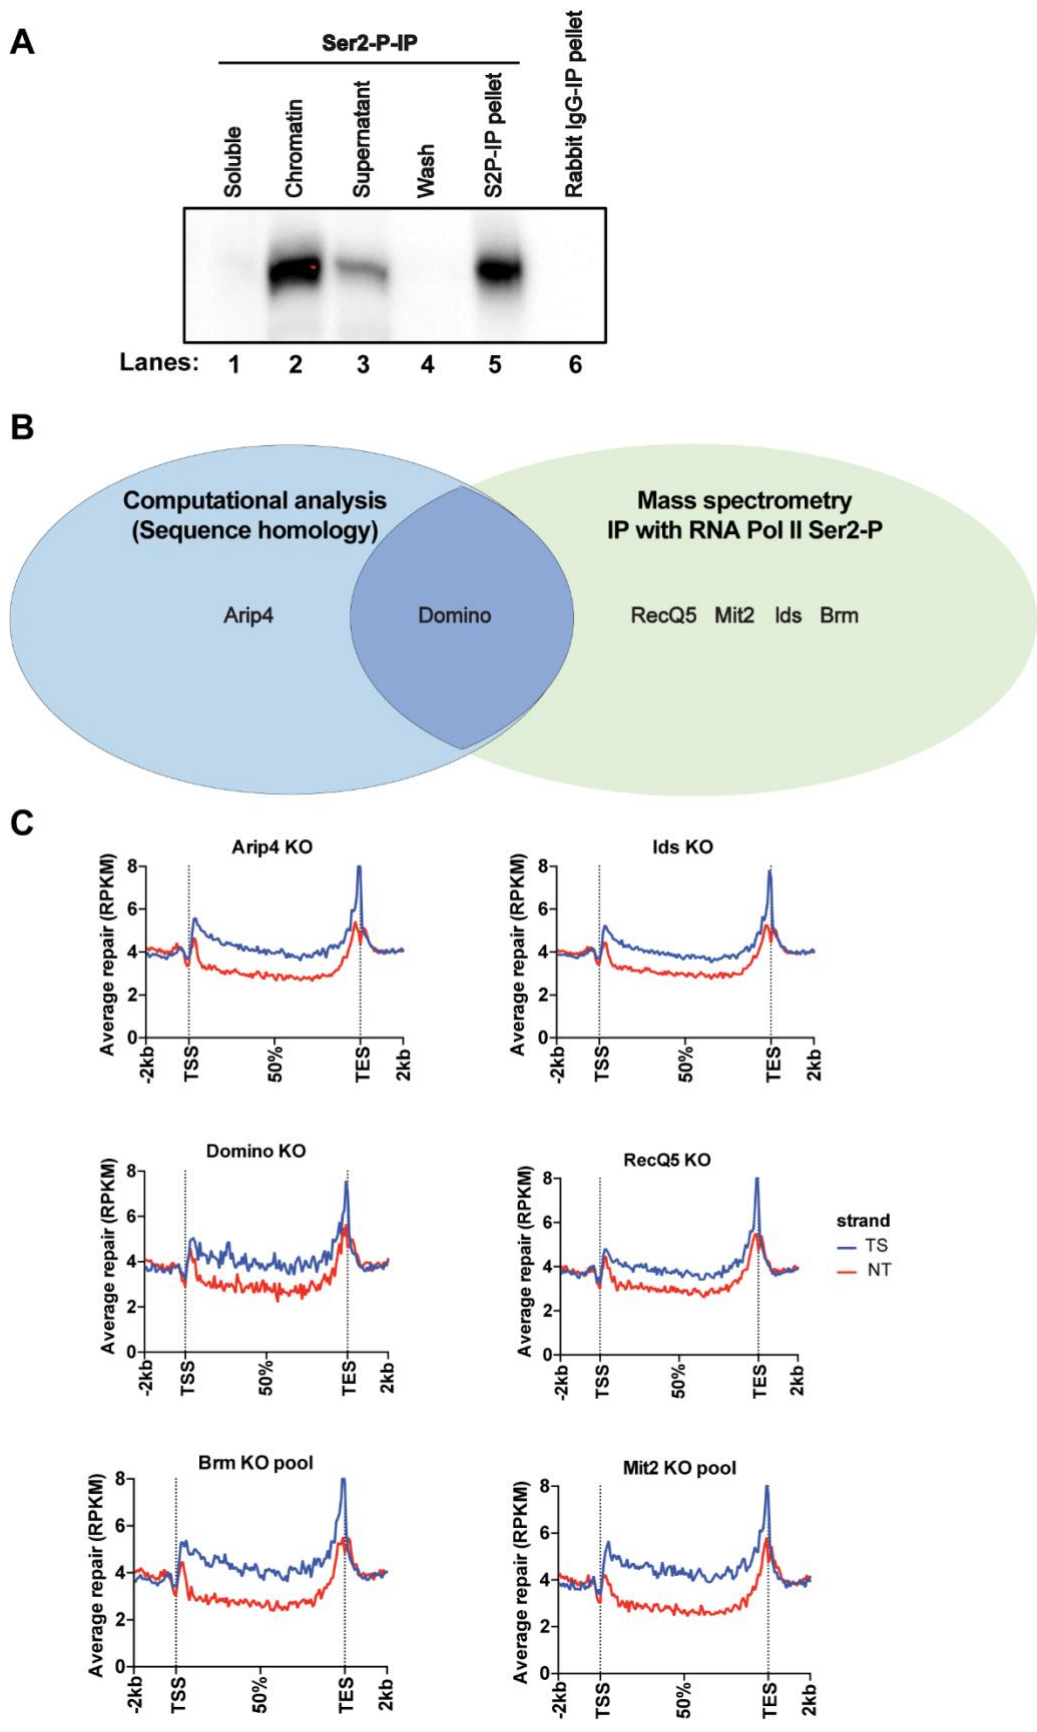 A
Ser2-P-IP
Soluble
Chromatin
Supernatant
Wash
S2P-IP pellet
Rabbit IgG-IP pellet
Lanes: 1 2 3 4 5 6
B
Computational analysis
(Sequence homology)
Mass spectrometry
IP with RNA Pol II Ser2-P
Arip4
Domino
RecQ5 Mit2 Ids Brm
C
Arip4 KO
Average repair (RPKM)
8
6
4
2
0
-2kb
TSS
50%
TES
2kb
Ids KO
Average repair (RPKM)
8
6
4
2
0
-2kb
TSS
50%
TES
2kb
Domino KO
Average repair (RPKM)
8
6
4
2
0
-2kb
TSS
50%
TES
2kb
RecQ5 KO
Average repair (RPKM)
8
6
4
2
0
-2kb
TSS
50%
TES
2kb
strand
TS
NT
Brm KO pool
Average repair (RPKM)
8
6
4
2
0
-2kb
TSS
50%
TES
2kb
Mit2 KO pool
Average repair (RPKM)
8
6
4
2
0
-2kb
TSS
50%
TES
2kb